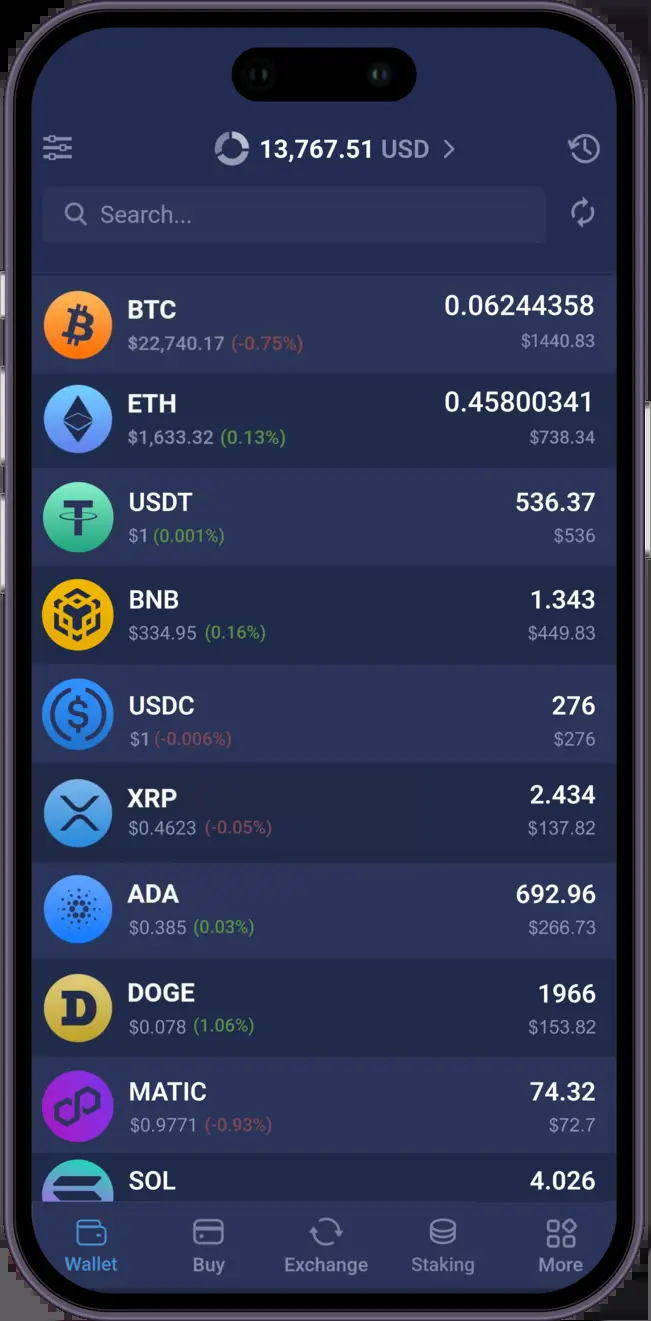 13,767.51 USD
Search...
BTC 0.06244358
$22,740.17 (-0.75%) $1440.83
ETH 0.45800341
$1,633.32 (0.13%) $738.34
USDT 536.37
$1 (0.001%) $536
BNB 1.343
$334.95 (0.16%) $449.83
USDC 276
$1 (-0.006%) $276
XRP 2.434
$0.4623 (-0.05%) $137.82
ADA 692.96
$0.385 (0.03%) $266.73
DOGE 1966
$0.078 (1.06%) $153.82
MATIC 74.32
$0.9771 (-0.93%) $72.7
SOL 4.026
Wallet Buy Exchange Staking More